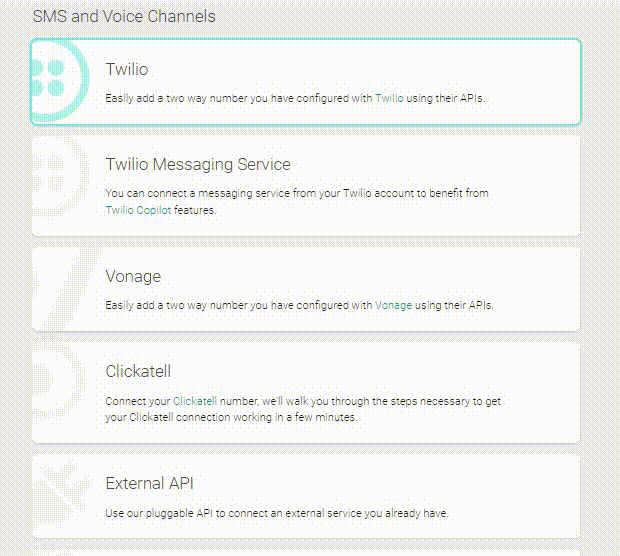 SMS and Voice Channels
Twilio
Easily add a two way number you have configured with Twilio using their APIs.
Twilio Messaging Service
You can connect a messaging service from your Twilio account to benefit from
Twilio Copilot features.
Vonage
Easily add a two way number you have configured with Vonage using their APIs.
Clickatell
Connect your Clickatell number, we'll walk you through the steps necessary to get
your Clickatell connection working in a few minutes.
External API
Use our pluggable API to connect an external service you already have.